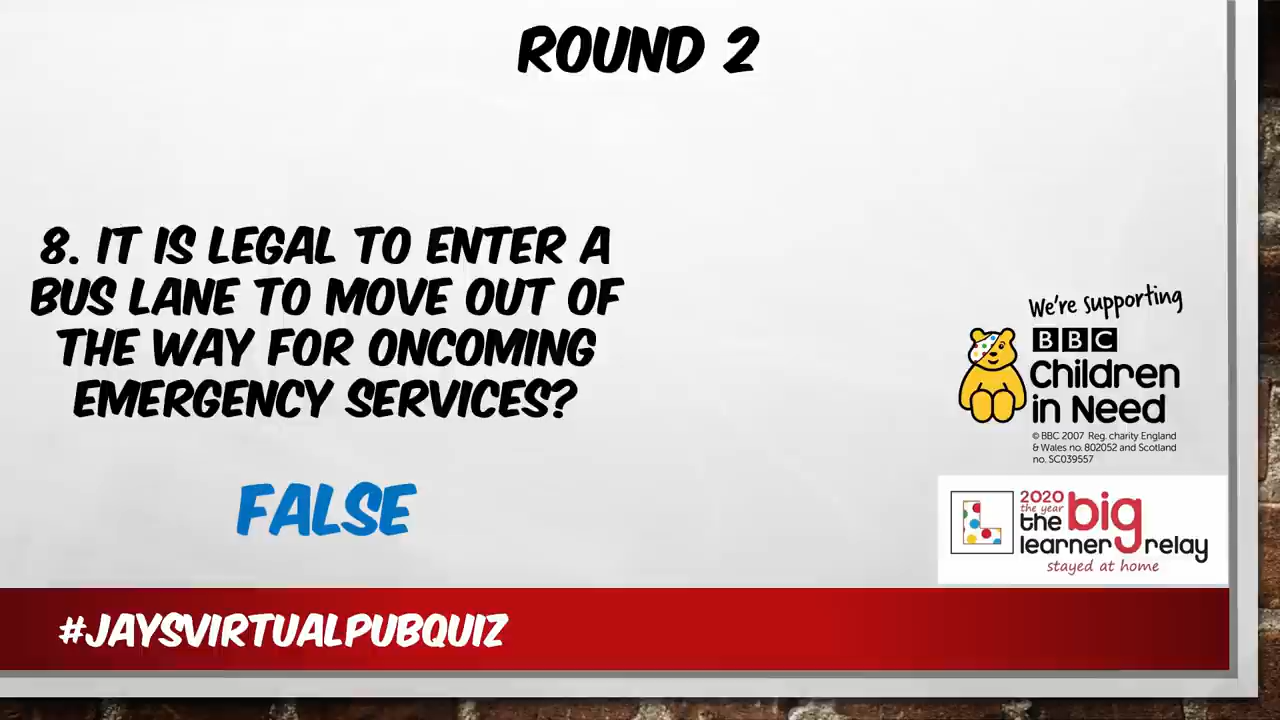 ROUND 2
8. IT IS LEGAL TO ENTER A
BUS LANE TO MOVE OUT OF
THE WAY FOR ONCOMING
EMERGENCY SERVICES?
FALSE
We're supporting
BBC
Children
in Need
© BBC 2007 Reg. charity England
& Wales no. 802052 and Scotland
no. SC039557
L
2020
the year
the big
learner relay
stayed at home
#JAYSVIRTUALPUBQUIZ